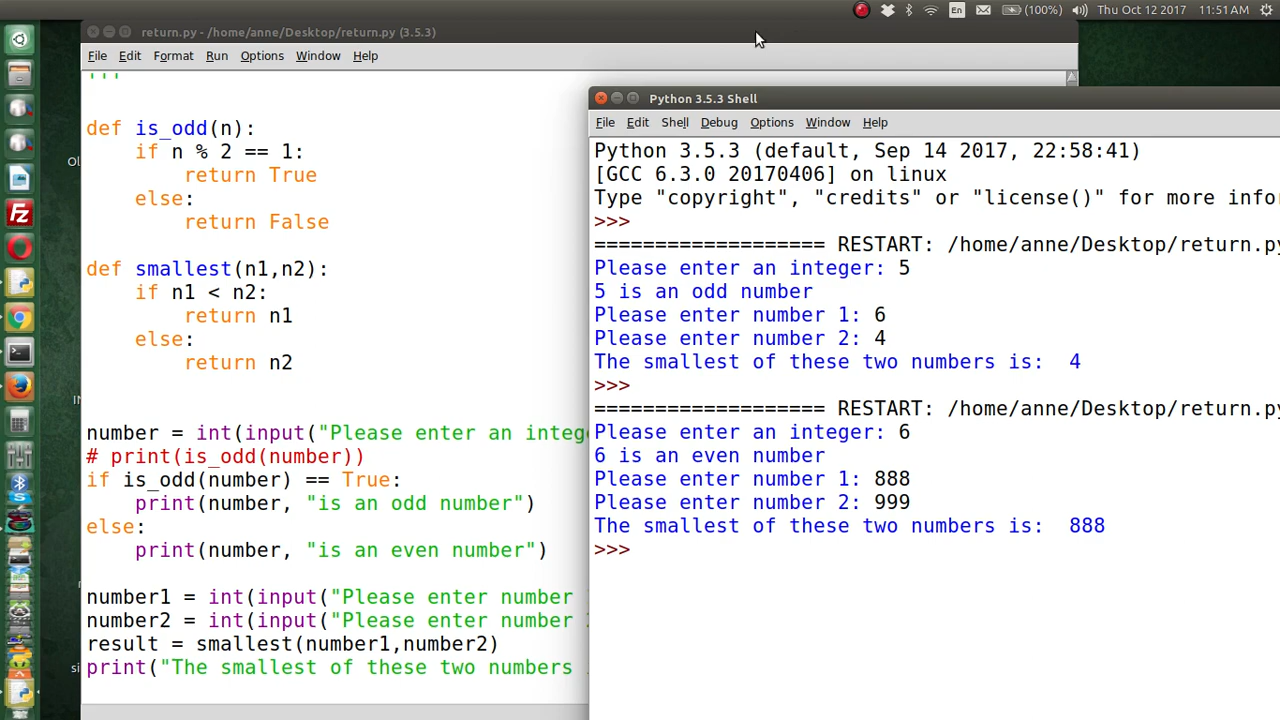 En
(100%)
Thu Oct 12 2017
11:51AM
return.py - /home/anne/Desktop/return.py (3.5.3)
File Edit Format Run Options Window Help
'''
def is_odd(n):
    if n % 2 == 1:
        return True
    else:
        return False
def smallest(n1,n2):
    if n1 < n2:
        return n1
    else:
        return n2
number = int(input("Please enter an intege
# print(is_odd(number))
if is_odd(number) == True:
    print(number, "is an odd number")
else:
    print(number, "is an even number")
number1 = int(input("Please enter number
number2 = int(input("Please enter number
result = smallest(number1,number2)
print("The smallest of these two numbers
Python 3.5.3 Shell
File Edit Shell Debug Options Window Help
Python 3.5.3 (default, Sep 14 2017, 22:58:41)
[GCC 6.3.0 20170406] on linux
Type "copyright", "credits" or "license()" for more infor
>>>
=================== RESTART: /home/anne/Desktop/return.py
Please enter an integer: 5
5 is an odd number
Please enter number 1: 6
Please enter number 2: 4
The smallest of these two numbers is:  4
>>>
=================== RESTART: /home/anne/Desktop/return.py
Please enter an integer: 6
6 is an even number
Please enter number 1: 888
Please enter number 2: 999
The smallest of these two numbers is:  888
>>>